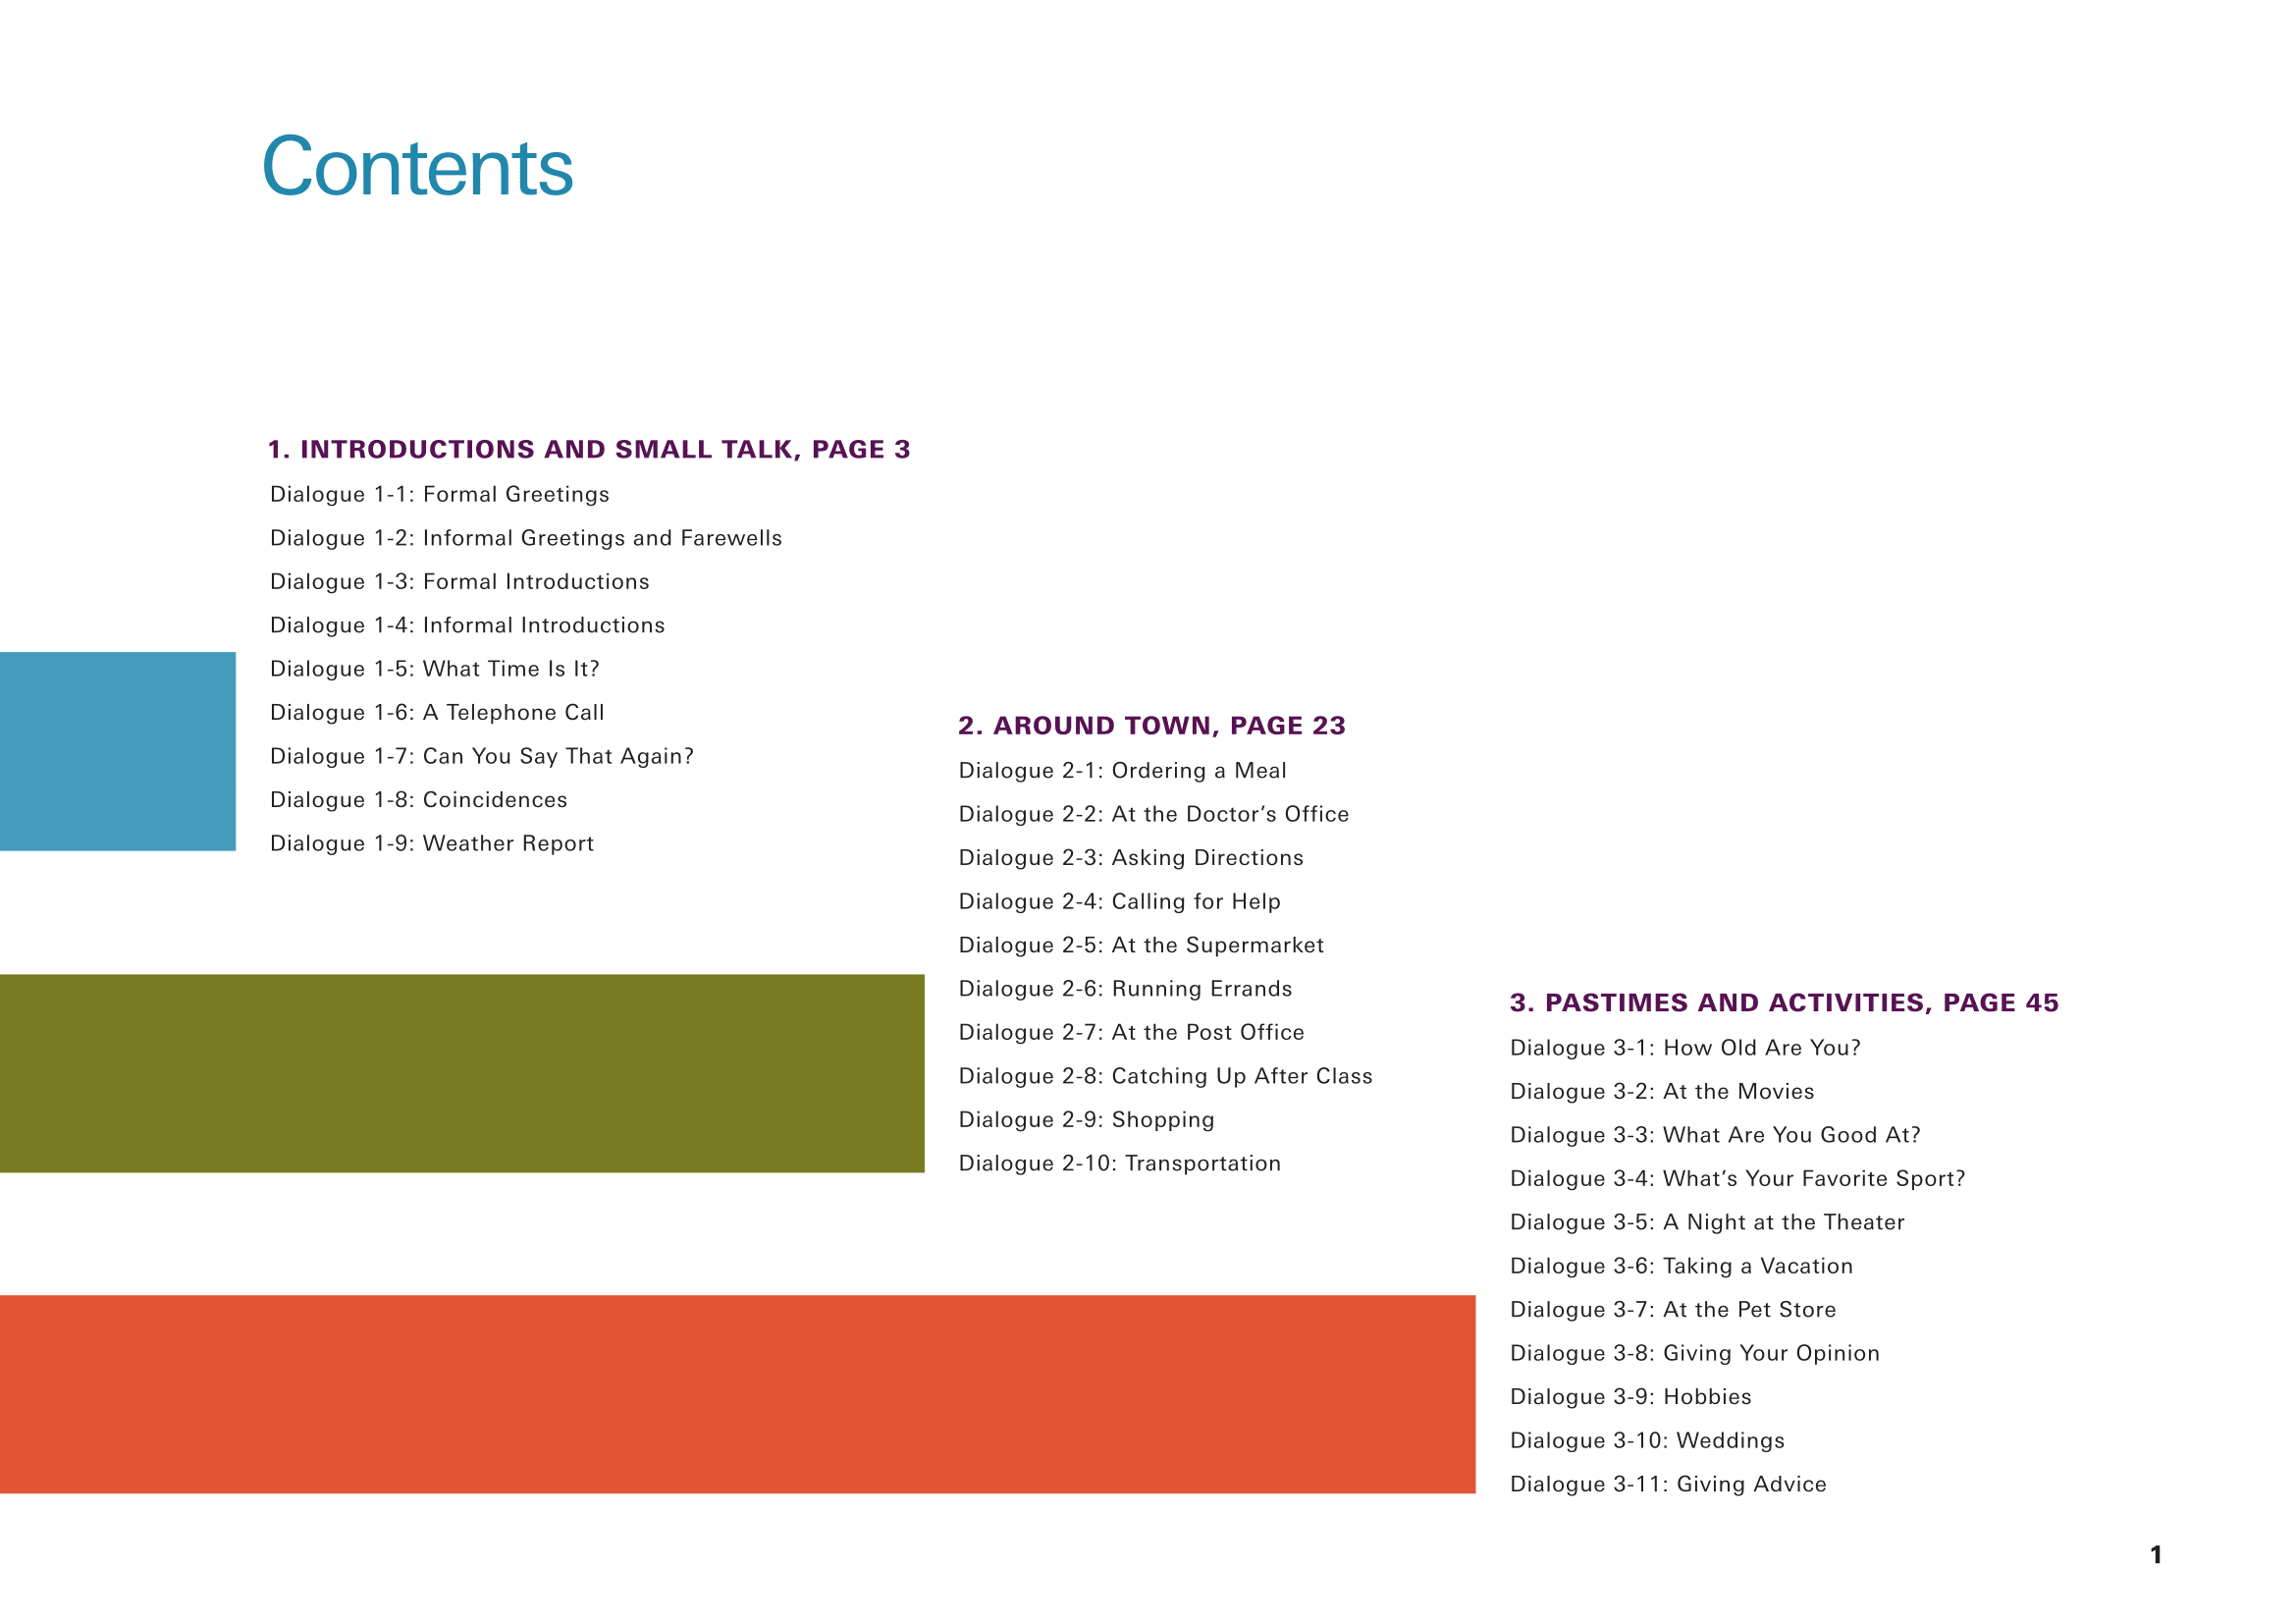 Contents
1. INTRODUCTIONS AND SMALL TALK, PAGE 3
Dialogue 1-1: Formal Greetings
Dialogue 1-2: Informal Greetings and Farewells
Dialogue 1-3: Formal Introductions
Dialogue 1-4: Informal Introductions
Dialogue 1-5: What Time Is It?
Dialogue 1-6: A Telephone Call
Dialogue 1-7: Can You Say That Again?
Dialogue 1-8: Coincidences
Dialogue 1-9: Weather Report
2. AROUND TOWN, PAGE 23
Dialogue 2-1: Ordering a Meal
Dialogue 2-2: At the Doctor’s Office
Dialogue 2-3: Asking Directions
Dialogue 2-4: Calling for Help
Dialogue 2-5: At the Supermarket
Dialogue 2-6: Running Errands
Dialogue 2-7: At the Post Office
Dialogue 2-8: Catching Up After Class
Dialogue 2-9: Shopping
Dialogue 2-10: Transportation
3. PASTIMES AND ACTIVITIES, PAGE 45
Dialogue 3-1: How Old Are You?
Dialogue 3-2: At the Movies
Dialogue 3-3: What Are You Good At?
Dialogue 3-4: What’s Your Favorite Sport?
Dialogue 3-5: A Night at the Theater
Dialogue 3-6: Taking a Vacation
Dialogue 3-7: At the Pet Store
Dialogue 3-8: Giving Your Opinion
Dialogue 3-9: Hobbies
Dialogue 3-10: Weddings
Dialogue 3-11: Giving Advice
1